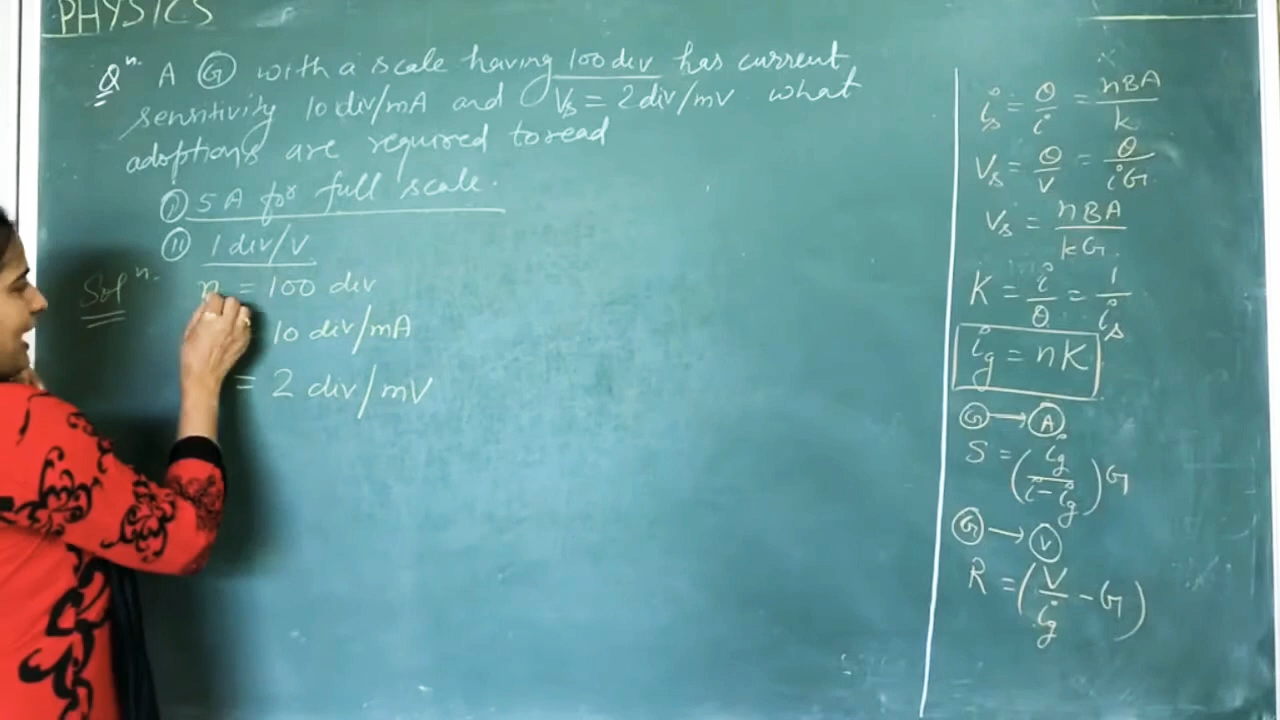 PHYSICS
Qn. A G with a scale having 100 div has current
sensitivity 10 div/mA and Vs = 2 div/mV what
adoptions are required to read
I) 5 A for full scale.
II) 1 div/V.
Soln. n = 100 div
= 10 div/mA
= 2 div/mV
is = θ/i = nBA/k
Vs = θ/V = θ/iG
Vs = nBA/kG
K = i/θ = 1/is
ig = nK
G → A
S = (ig/i-ig) G
G → V
R = (V/ig - G)